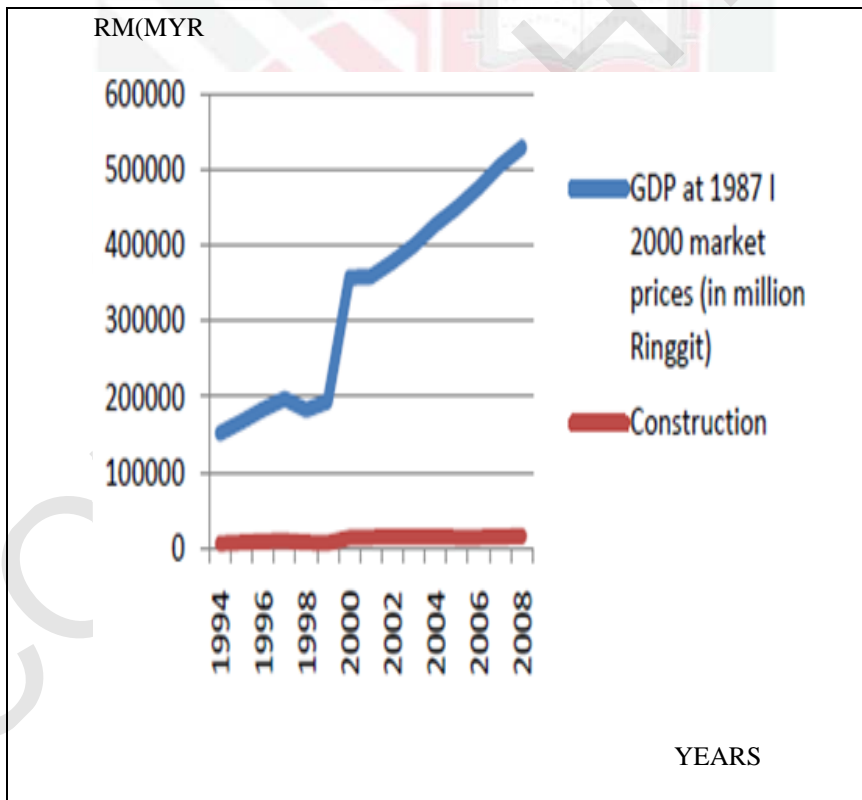 RM(MYR
600000
500000
400000
300000
200000
100000
0
1994
1996
1998
2000
2002
2004
2006
2008
GDP at 1987 I
2000 market
prices (in million
Ringgit)
Construction
YEARS